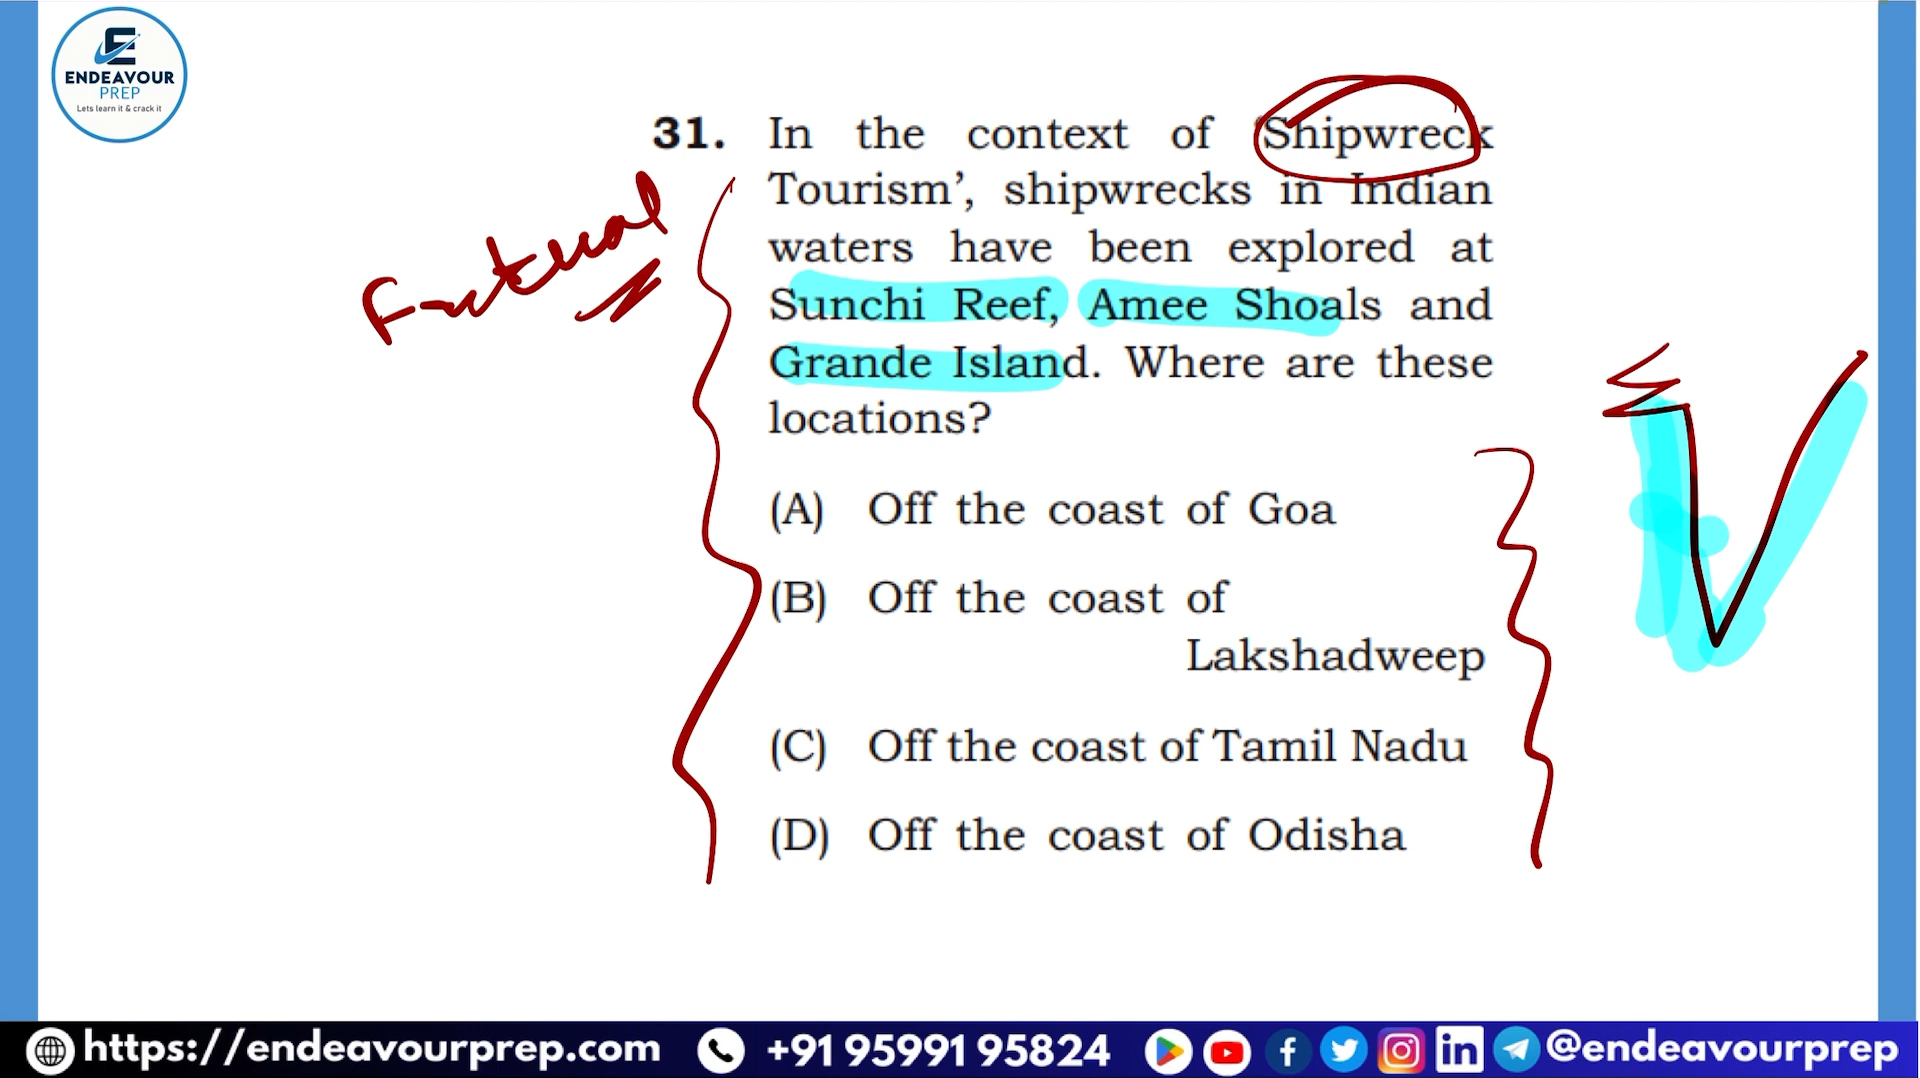 ENDEAVOUR
PREP
Lets learn it & crack it
31. In the context of 'Shipwreck
Tourism’, shipwrecks in Indian
waters have been explored at
Sunchi Reef, Amee Shoals and
Grande Island. Where are these
locations?
Factual
(A) Off the coast of Goa
(B) Off the coast of
Lakshadweep
(C) Off the coast of Tamil Nadu
(D) Off the coast of Odisha
https://endeavourprep.com +91 95991 95824 @endeavourprep